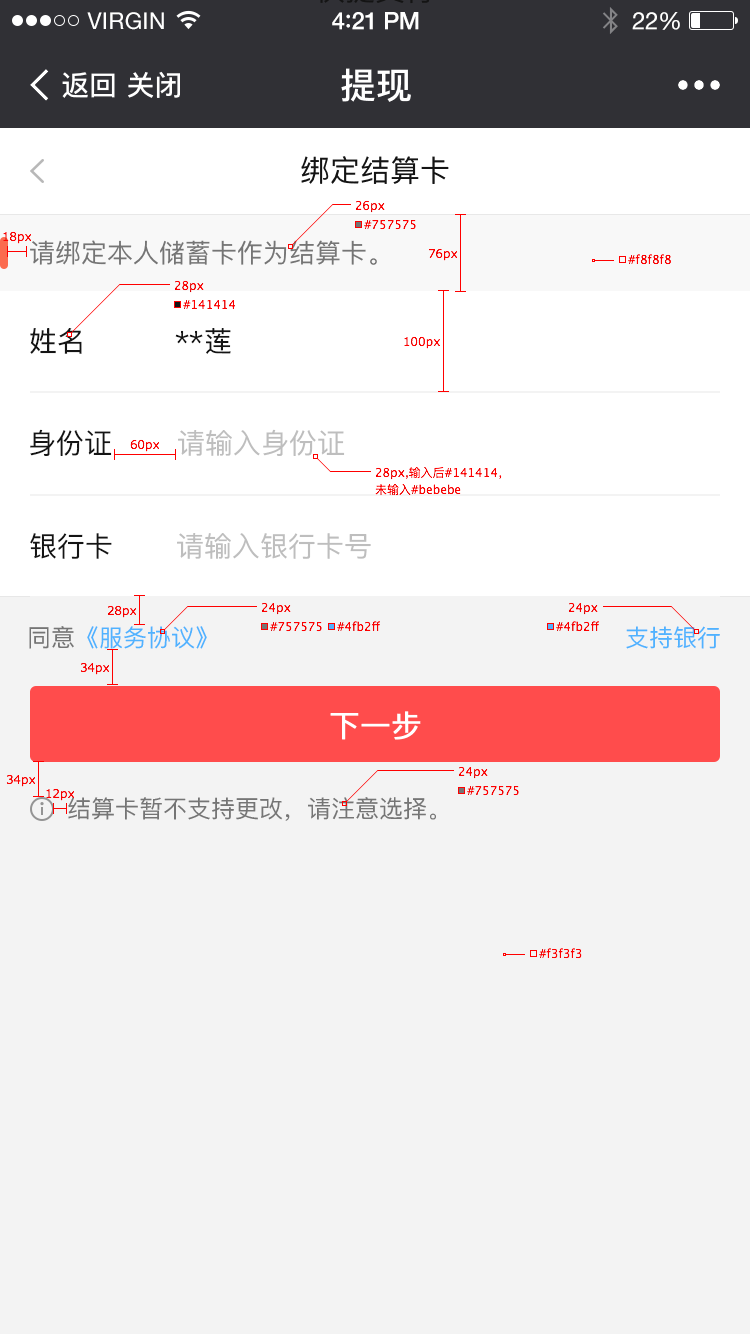 VIRGIN 4:21 PM 22%
返回 关闭 提现
绑定结算卡
26px
#757575
18px
请绑定本人储蓄卡作为结算卡。
76px
#f8f8f8
28px
#141414
姓名 **莲
100px
身份证 60px 请输入身份证
28px,输入后#141414,
未输入#bebebe
银行卡 请输入银行卡号
28px
24px
#757575 #4fb2ff
24px
#4fb2ff
同意《服务协议》 支持银行
34px
下一步
34px
12px
24px
#757575
结算卡暂不支持更改，请注意选择。
#f3f3f3